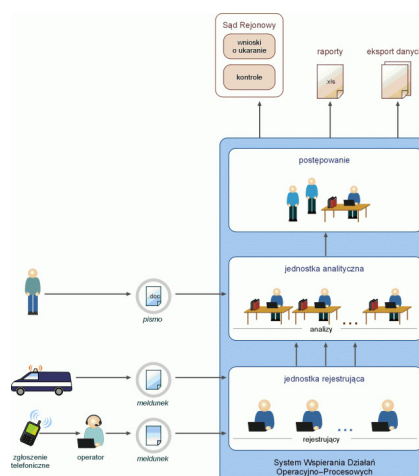 Sąd Rejonowy
wnioski
o ukaranie
kontrole
raporty
eksport danych
.xls
postępowanie
jednostka analityczna
.doc
pismo
analizy
jednostka rejestrująca
meldunek
zgłoszenie
telefoniczne
operator
meldunek
rejestrujący
System Wspierania Działań
Operacyjno–Procesowych